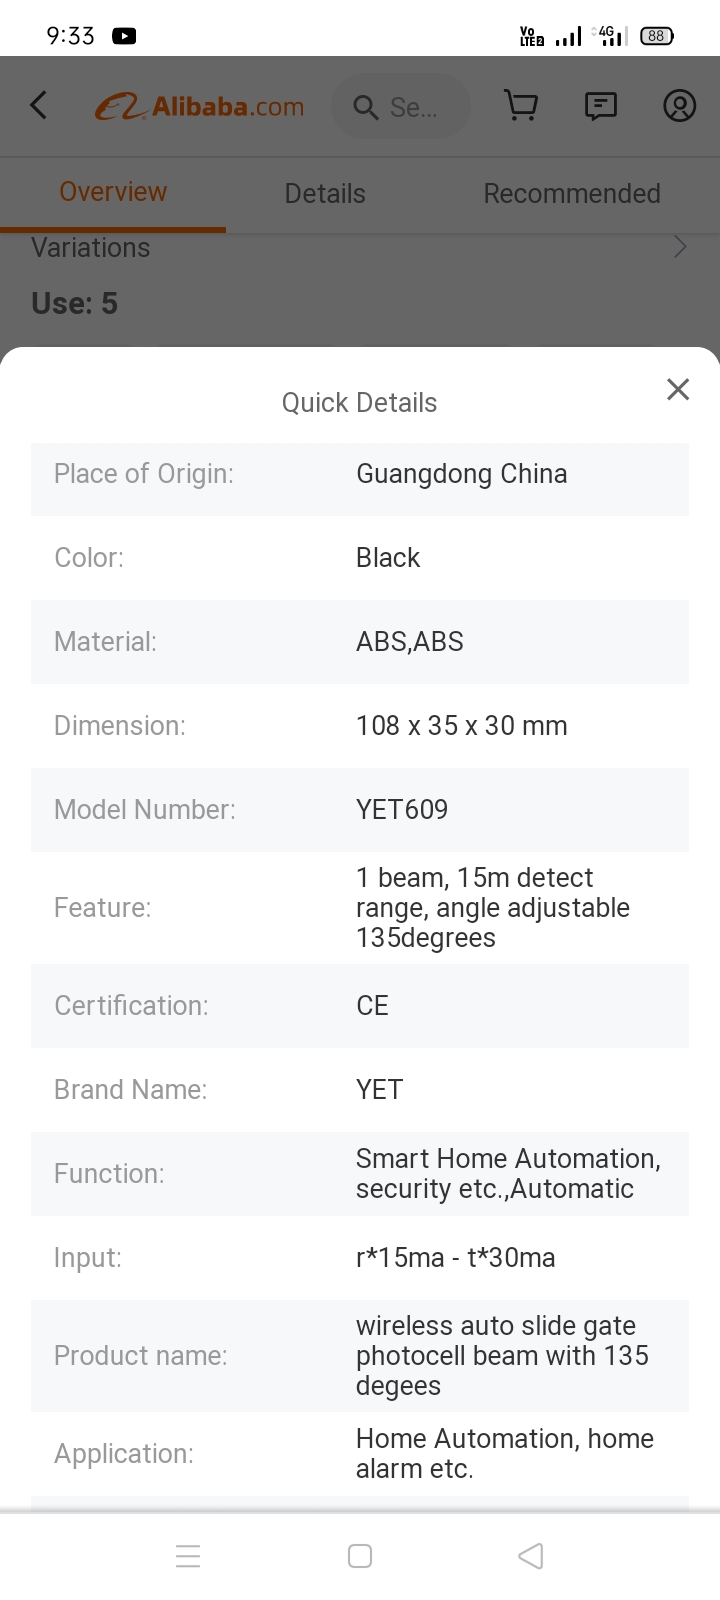 9:33
Vo
LTE2
4G
88
Alibaba.com
Se...
Overview
Details
Recommended
Variations
Use: 5
Quick Details
Place of Origin:
Guangdong China
Color:
Black
Material:
ABS,ABS
Dimension:
108 x 35 x 30 mm
Model Number:
YET609
Feature:
1 beam, 15m detect
range, angle adjustable
135degrees
Certification:
CE
Brand Name:
YET
Function:
Smart Home Automation,
security etc.,Automatic
Input:
r*15ma - t*30ma
Product name:
wireless auto slide gate
photocell beam with 135
degees
Application:
Home Automation, home
alarm etc.